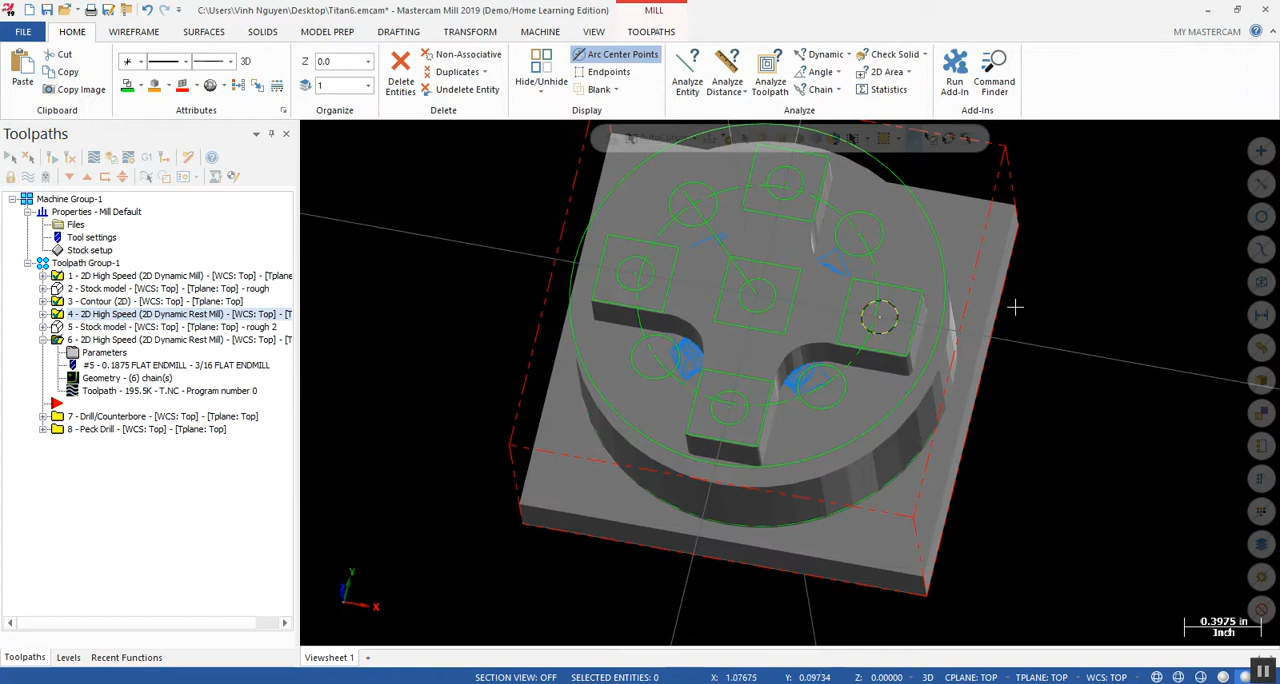 C:\Users\Vinh Nguyen\Desktop\Titan6.emcam* - Mastercam Mill 2019 (Demo/Home Learning Edition)
MILL
FILE HOME WIREFRAME SURFACES SOLIDS MODEL PREP DRAFTING TRANSFORM MACHINE VIEW TOOLPATHS MY MASTERCAM
Paste
Cut
Copy
Copy Image
Clipboard
3D
Attributes
Z 0.0
1
Organize
Delete Entities
Non-Associative
Duplicates
Undelete Entity
Delete
Hide/Unhide
Arc Center Points
Endpoints
Blank
Display
Analyze Entity
Analyze Distance
Analyze Toolpath
Dynamic
Angle
Chain
Check Solid
2D Area
Statistics
Analyze
Run Add-In
Command Finder
Add-Ins
Toolpaths
G1
Machine Group-1
Properties - Mill Default
Files
Tool settings
Stock setup
Toolpath Group-1
1 - 2D High Speed (2D Dynamic Mill) - [WCS: Top] - [Tplane
2 - Stock model - [WCS: Top] - [Tplane: Top] - rough
3 - Contour (2D) - [WCS: Top] - [Tplane: Top]
4 - 2D High Speed (2D Dynamic Rest Mill) - [WCS: Top] - [T
5 - Stock model - [WCS: Top] - [Tplane: Top] - rough 2
6 - 2D High Speed (2D Dynamic Rest Mill) - [WCS: Top] - [T
Parameters
#5 - 0.1875 FLAT ENDMILL - 3/16 FLAT ENDMILL
Geometry - (6) chain(s)
Toolpath - 195.5K - T.NC - Program number 0
7 - Drill/Counterbore - [WCS: Top] - [Tplane: Top]
8 - Peck Drill - [WCS: Top] - [Tplane: Top]
Y
X
0.3975 in
Inch
Toolpaths Levels Recent Functions
Viewsheet 1 +
SECTION VIEW: OFF SELECTED ENTITIES: 0 X: 1.07675 Y: 0.09734 Z: 0.00000 3D CPLANE: TOP TPLANE: TOP WCS: TOP